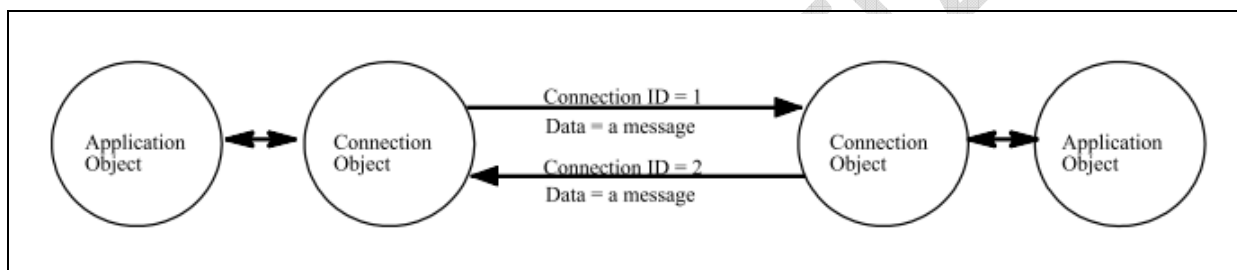 Application
Object
Connection
Object
Connection ID = 1
Data = a message
Connection ID = 2
Data = a message
Connection
Object
Application
Object